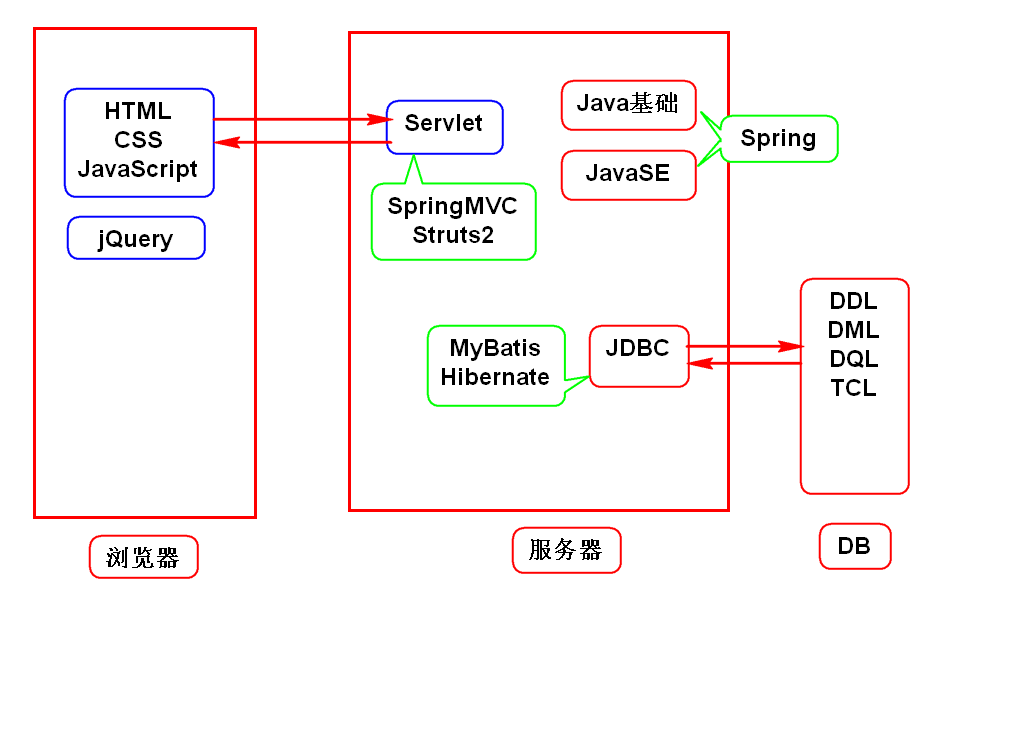 HTML
CSS
JavaScript
jQuery
浏览器
Servlet
SpringMVC
Struts2
Java基础
JavaSE
Spring
MyBatis
Hibernate
JDBC
服务器
DDL
DML
DQL
TCL
DB